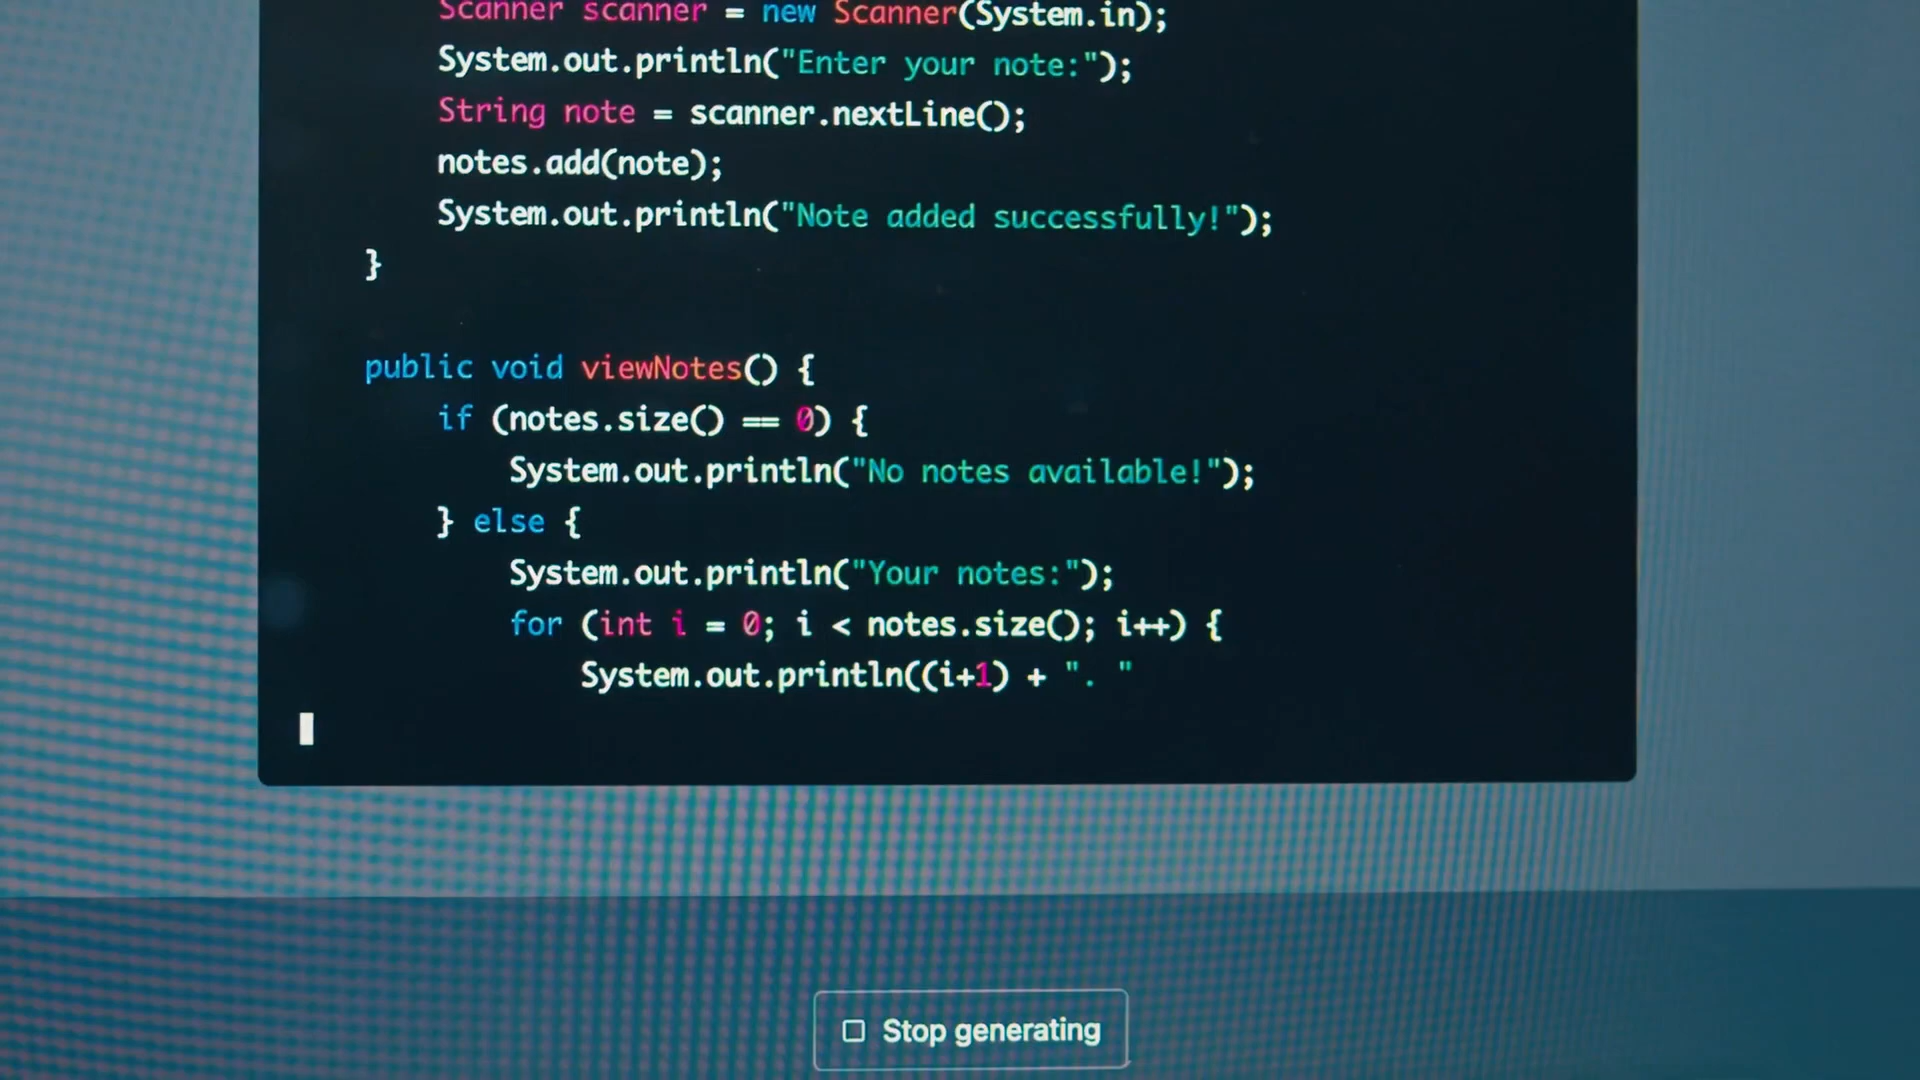 Scanner scanner = new Scanner(System.in);
System.out.println("Enter your note:");
String note = scanner.nextLine();
notes.add(note);
System.out.println("Note added successfully!");
}
public void viewNotes() {
if (notes.size() == 0) {
System.out.println("No notes available!");
} else {
System.out.println("Your notes:");
for (int i = 0; i < notes.size(); i++) {
System.out.println((i+1) + ". "
Stop generating